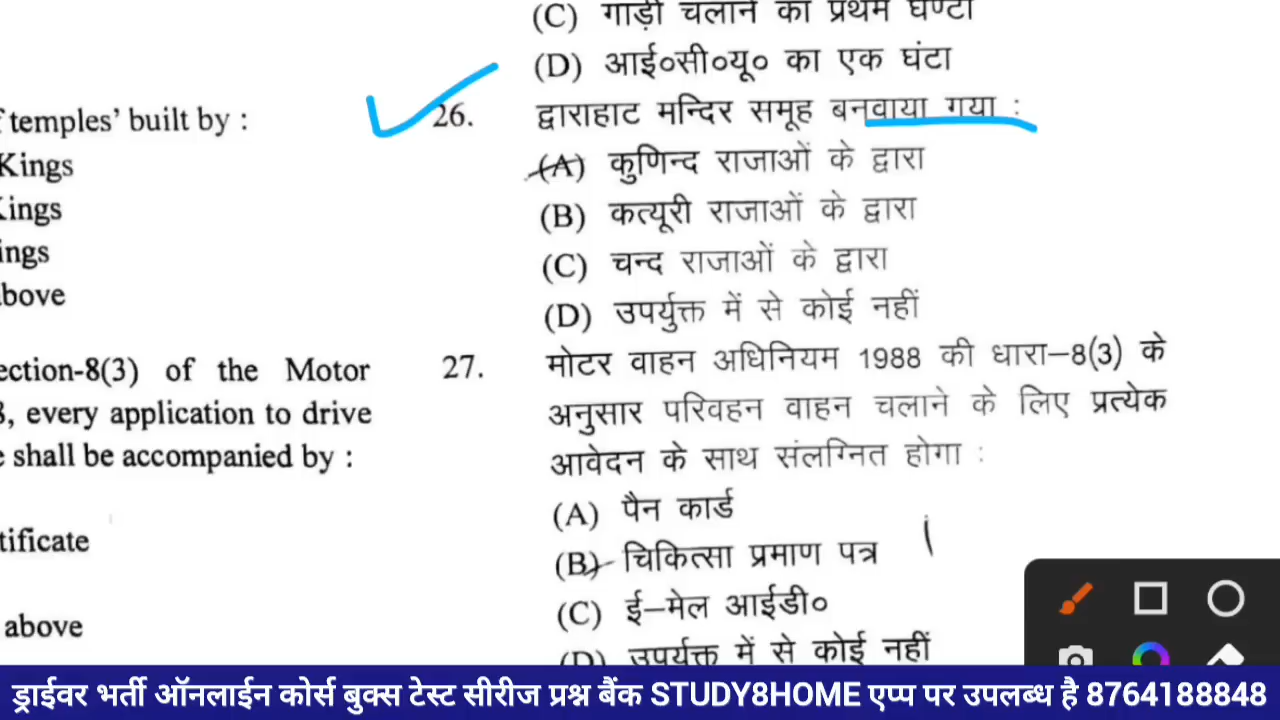 (C) गाड़ी चलाने का प्रथम घण्टा
(D) आई०सी०यू० का एक घंटा
f temples' built by :
Kings
Kings
ings
above
ection-8(3) of the Motor
8, every application to drive
e shall be accompanied by :
tificate
above
26. द्वाराहाट मन्दिर समूह बनवाया गया :
(A) कुणिन्द राजाओं के द्वारा
(B) कत्यूरी राजाओं के द्वारा
(C) चन्द राजाओं के द्वारा
(D) उपर्युक्त में से कोई नहीं
27. मोटर वाहन अधिनियम 1988 की धारा–8(3) के
अनुसार परिवहन वाहन चलाने के लिए प्रत्येक
आवेदन के साथ संलग्नित होगा :
(A) पैन कार्ड
(B) चिकित्सा प्रमाण पत्र
(C) ई–मेल आईडी०
(D) उपर्युक्त में से कोई नहीं
ड्राईवर भर्ती ऑनलाईन कोर्स बुक्स टेस्ट सीरीज प्रश्न बैंक STUDY8HOME एप्प पर उपलब्ध है 8764188848